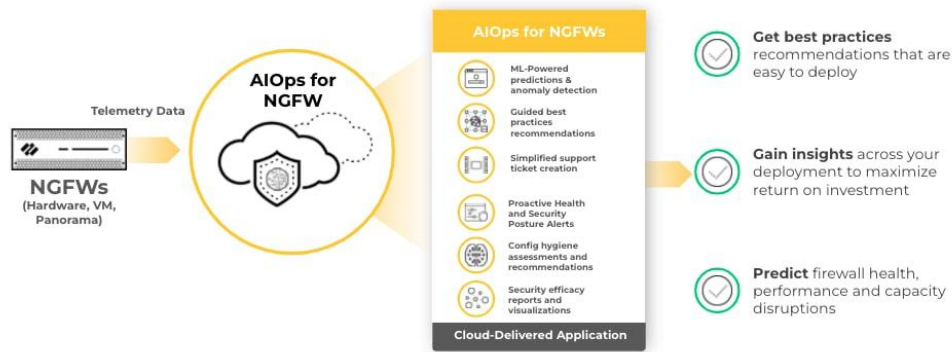 Telemetry Data
NGFWs
(Hardware, VM,
Panorama)
AIOps for
NGFW
AIOps for NGFWs
ML-Powered
predictions &
anomaly detection
Guided best
practices
recommendations
Simplified support
ticket creation
Proactive Health
and Security
Posture Alerts
Config hygiene
assessments and
recommendations
Security efficacy
reports and
visualizations
Cloud-Delivered Application
Get best practices
recommendations that are
easy to deploy
Gain insights across your
deployment to maximize
return on investment
Predict firewall health,
performance and capacity
disruptions